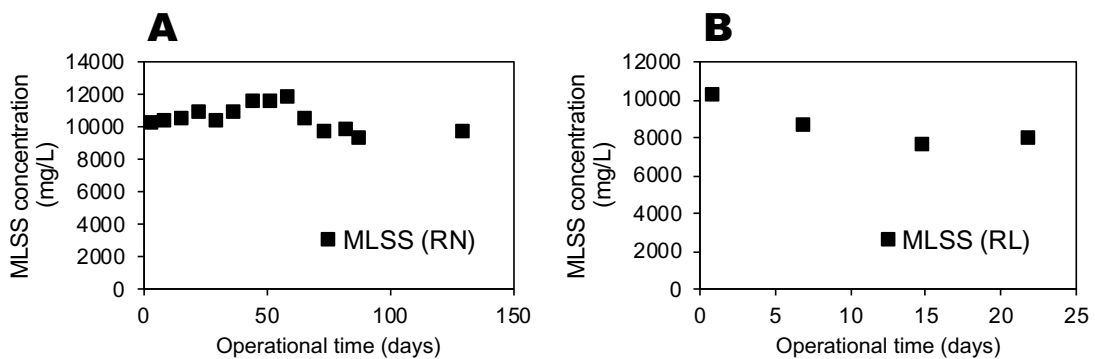 A
14000
12000
10000
8000
6000
4000
2000
0
MLSS concentration
(mg/L)
MLSS (RN)
0 50 100 150
Operational time (days)
B
12000
10000
8000
6000
4000
2000
0
MLSS concentration
(mg/L)
MLSS (RL)
0 5 10 15 20 25
Operational time (days)